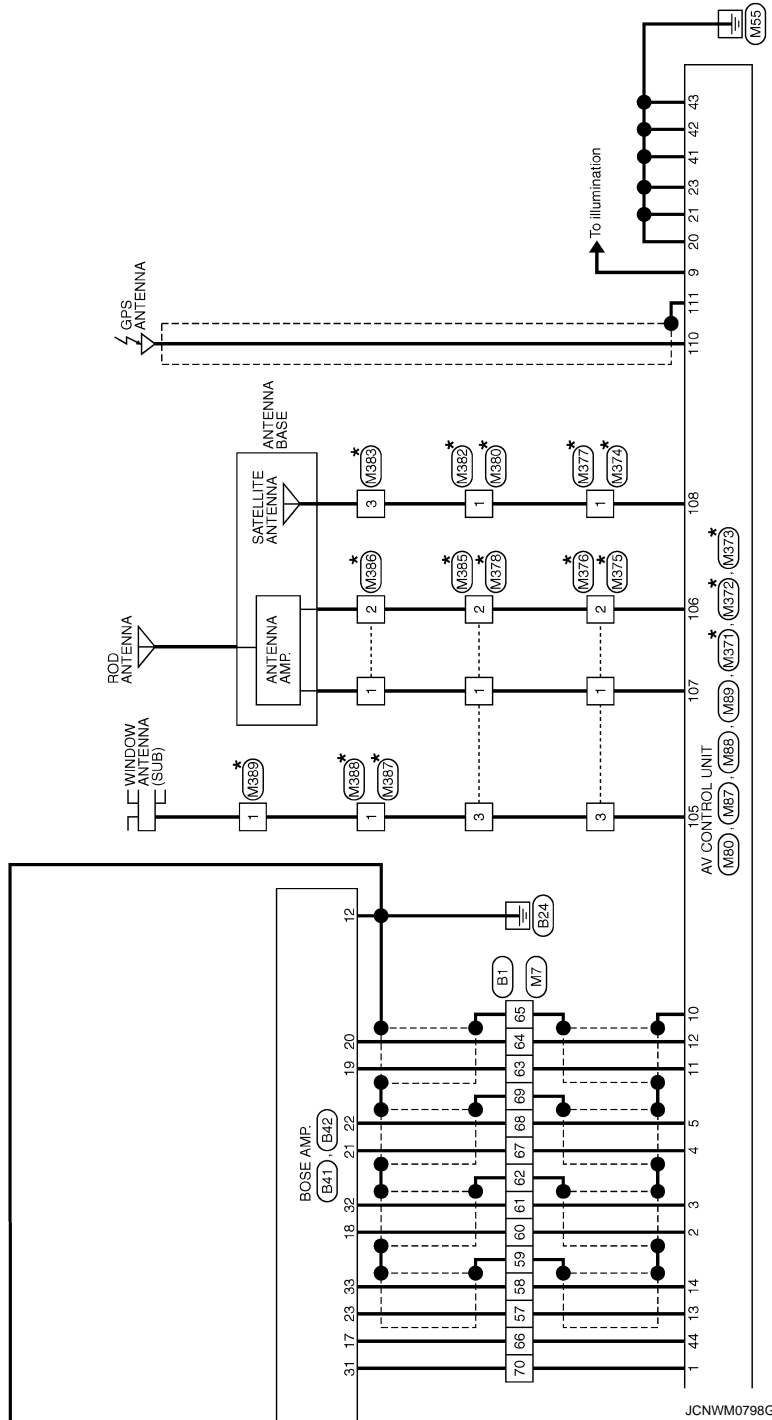 M55
43
42
41
23
21
20
To illumination
9
111
110
GPS
ANTENNA
ANTENNA
BASE
SATELLITE
ANTENNA
* M383
3
* M382
* M380
1
* M377
* M374
1
108
ROD
ANTENNA
ANTENNA
AMP.
* M386
2
1
* M385
* M378
2
1
3
* M376
* M375
2
1
3
106
107
WINDOW
ANTENNA
(SUB)
* M389
1
* M388
* M387
1
105
AV CONTROL UNIT
M80 , M87 , M88 , M89 , * M371 , * M372 , * M373
12
B24
BOSE AMP.
B41 , B42
20
19
22
21
32
18
33
23
17
31
B1
M7
65
64
63
69
68
67
62
61
60
59
58
57
66
70
10
12
11
5
4
3
2
14
13
44
1
JCNWM0798G